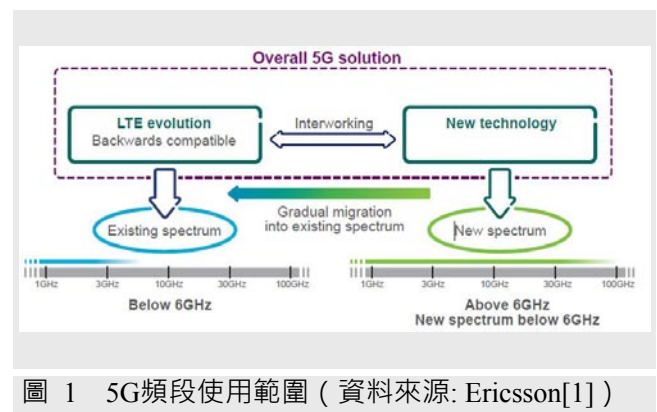 Overall 5G solution
LTE evolution
Backwards compatible
Interworking
New technology
Gradual migration
into existing spectrum
Existing spectrum
New spectrum
1GHz 3GHz 10GHz 30GHz 100GHz
1GHz 3GHz 10GHz 30GHz 100GHz
Below 6GHz
Above 6GHz
New spectrum below 6GHz
圖 1 5G頻段使用範圍（資料來源: Ericsson[1]）